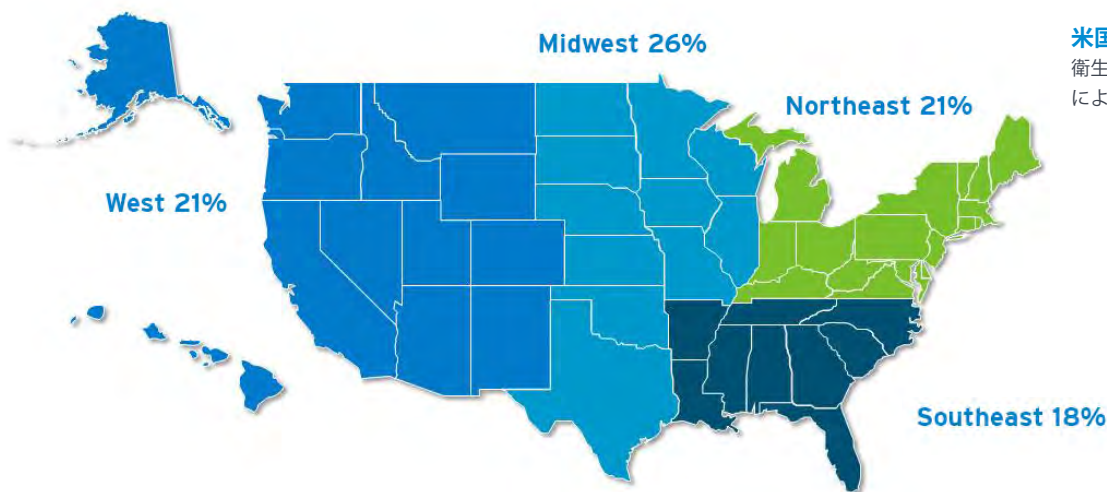 Midwest 26%
米国
衛生
によ
Northeast 21%
West 21%
Southeast 18%